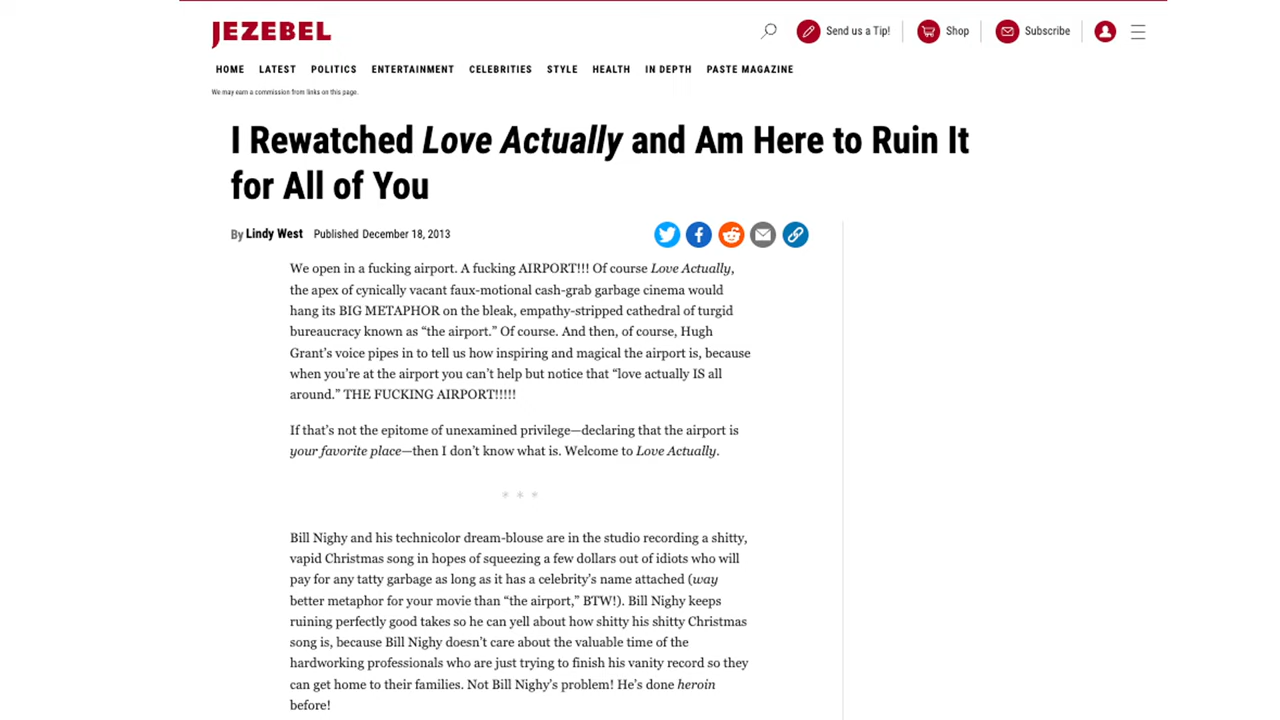 JEZEBEL
Send us a Tip!
Shop
Subscribe
HOME LATEST POLITICS ENTERTAINMENT CELEBRITIES STYLE HEALTH IN DEPTH PASTE MAGAZINE
We may earn a commission from links on this page.
I Rewatched Love Actually and Am Here to Ruin It
for All of You
By Lindy West Published December 18, 2013
We open in a fucking airport. A fucking AIRPORT!!! Of course Love Actually,
the apex of cynically vacant faux-motional cash-grab garbage cinema would
hang its BIG METAPHOR on the bleak, empathy-stripped cathedral of turgid
bureaucracy known as “the airport.” Of course. And then, of course, Hugh
Grant’s voice pipes in to tell us how inspiring and magical the airport is, because
when you’re at the airport you can’t help but notice that “love actually IS all
around.” THE FUCKING AIRPORT!!!!!
If that’s not the epitome of unexamined privilege—declaring that the airport is
your favorite place—then I don’t know what is. Welcome to Love Actually.
* * *
Bill Nighy and his technicolor dream-blouse are in the studio recording a shitty,
vapid Christmas song in hopes of squeezing a few dollars out of idiots who will
pay for any tatty garbage as long as it has a celebrity’s name attached (way
better metaphor for your movie than “the airport,” BTW!). Bill Nighy keeps
ruining perfectly good takes so he can yell about how shitty his shitty Christmas
song is, because Bill Nighy doesn’t care about the valuable time of the
hardworking professionals who are just trying to finish his vanity record so they
can get home to their families. Not Bill Nighy’s problem! He’s done heroin
before!